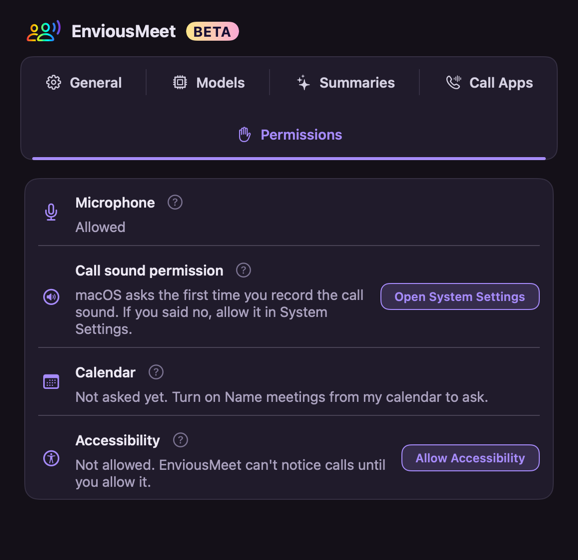 EnviousMeet BETA
General
Models
Summaries
Call Apps
Permissions
Microphone ?
Allowed
Call sound permission ?
macOS asks the first time you record the call
sound. If you said no, allow it in System
Settings.
Open System Settings
Calendar ?
Not asked yet. Turn on Name meetings from my calendar to ask.
Accessibility ?
Not allowed. EnviousMeet can't notice calls until
you allow it.
Allow Accessibility